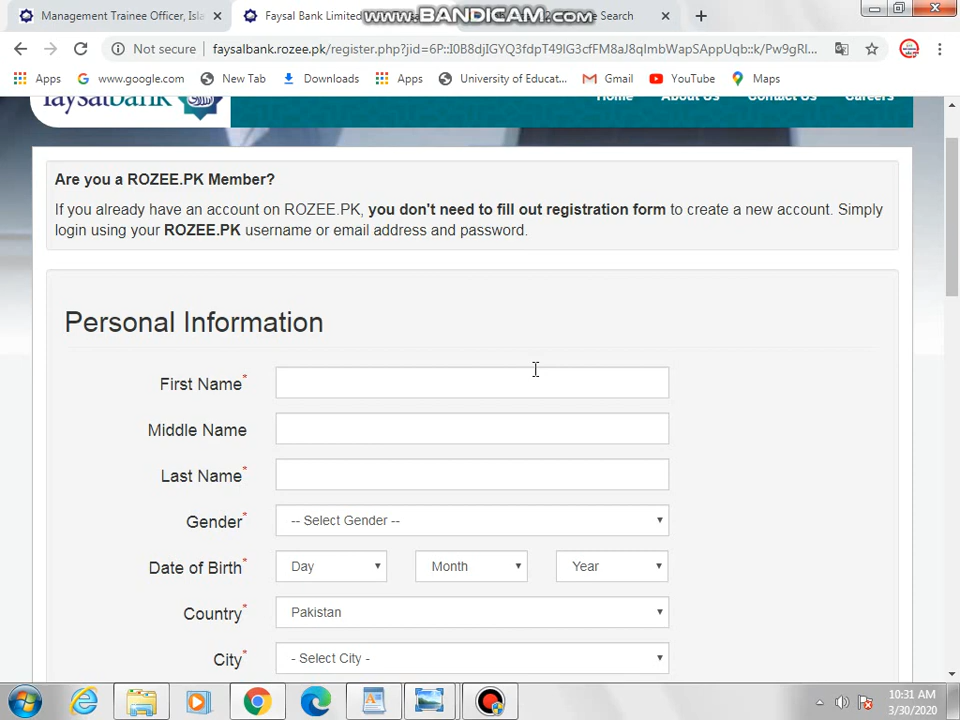 Management Trainee Officer, Isla
Faysal Bank Limited
www.BANDICAM.com
e Search
Not secure
faysalbank.rozee.pk/register.php?jid=6P::I0B8djIGYQ3fdpT49IG3cfFM8aJ8qImbWapSAppUqb::k/Pw9gRl...
Apps
www.google.com
New Tab
Downloads
Apps
University of Educat...
Gmail
YouTube
Maps
faysalbank
Home
About Us
Contact Us
Careers
Are you a ROZEE.PK Member?
If you already have an account on ROZEE.PK, you don't need to fill out registration form to create a new account. Simply
login using your ROZEE.PK username or email address and password.
Personal Information
First Name*
Middle Name
Last Name*
Gender*
-- Select Gender --
Date of Birth*
Day
Month
Year
Country*
Pakistan
City*
- Select City -
10:31 AM
3/30/2020